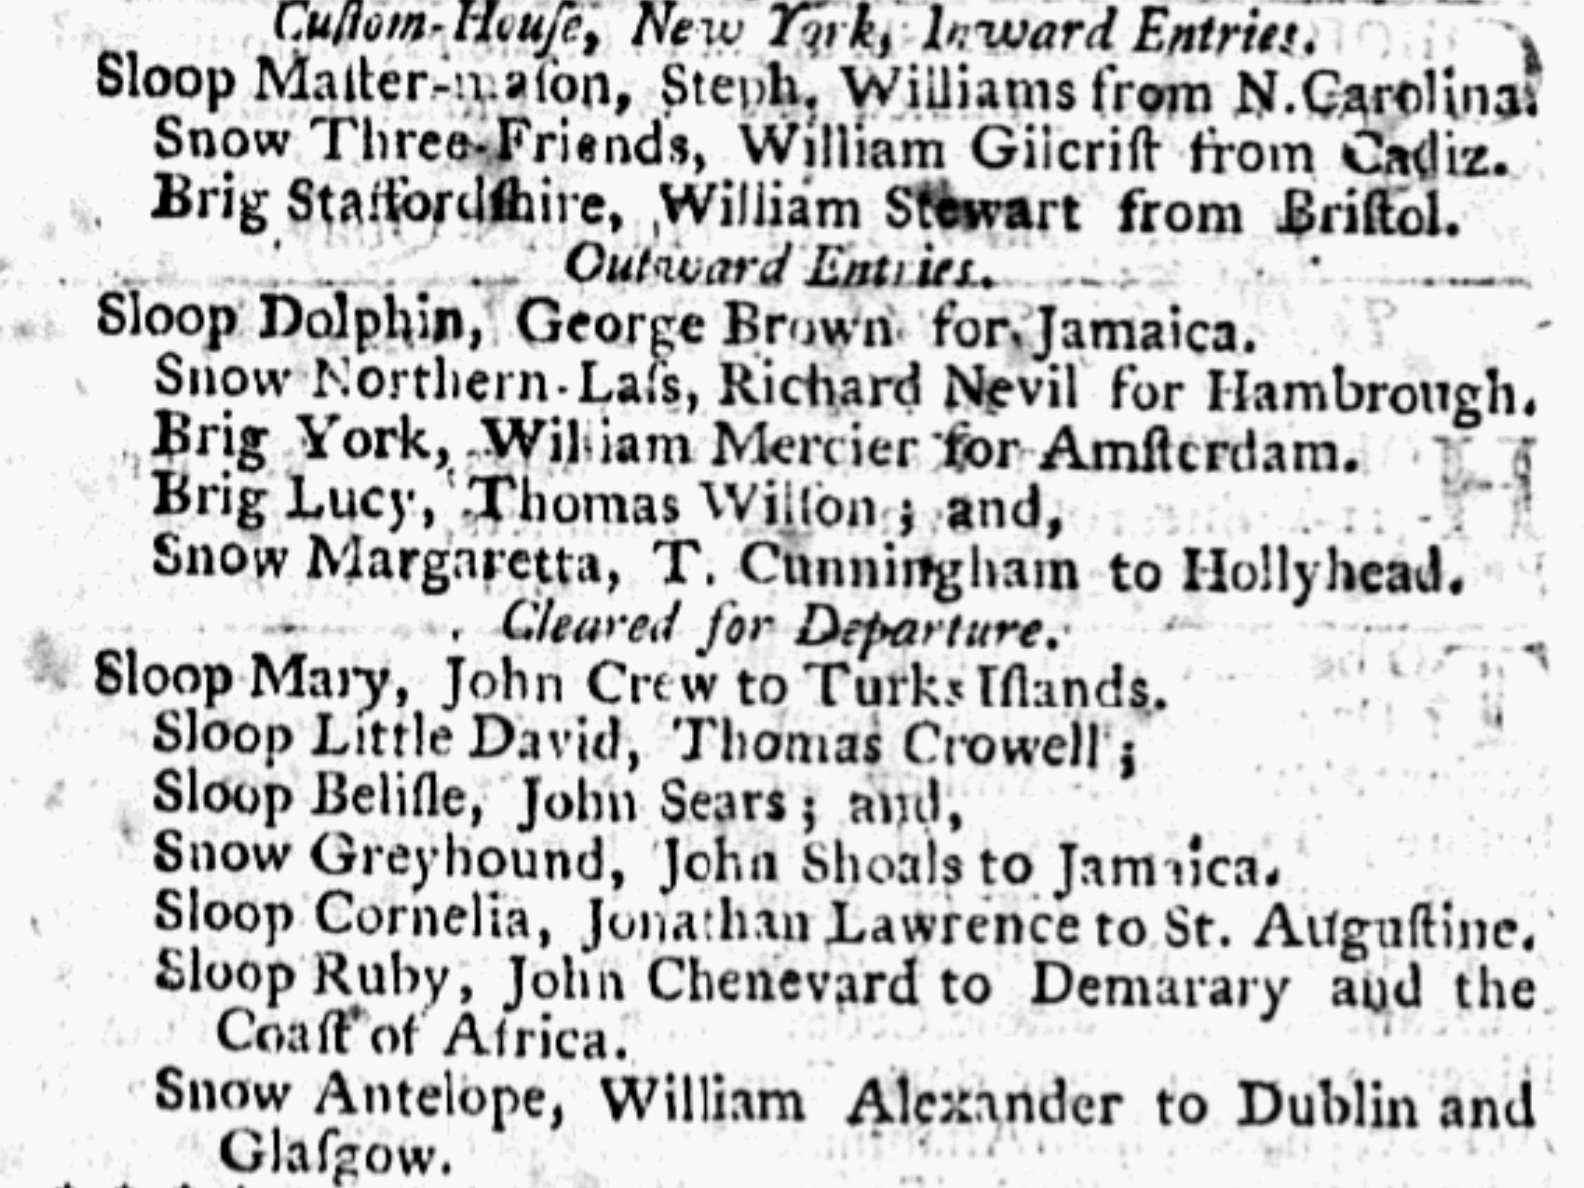 Cuſtom-Houſe, New York, Inward Entries.
Sloop Maſter-maſon, Steph. Williams from N.Carolina.
Snow Three-Friends, William Gilcriſt from Cadiz.
Brig Staffordſhire, William Stewart from Briſtol.
Outward Entries.
Sloop Dolphin, George Brown for Jamaica.
Snow Northern-Laſs, Richard Nevil for Hambrough.
Brig York, William Mercier for Amſterdam.
Brig Lucy, Thomas Wilſon ; and,
Snow Margaretta, T. Cunningham to Hollyhead.
Cleared for Departure.
Sloop Mary, John Crew to Turks Iſlands.
Sloop Little David, Thomas Crowell ;
Sloop Beliſle, John Sears ; and,
Snow Greyhound, John Shoals to Jamaica.
Sloop Cornelia, Jonathan Lawrence to St. Auguſtine.
Sloop Ruby, John Chenevard to Demarary and the
Coaſt of Africa.
Snow Antelope, William Alexander to Dublin and
Glaſgow.